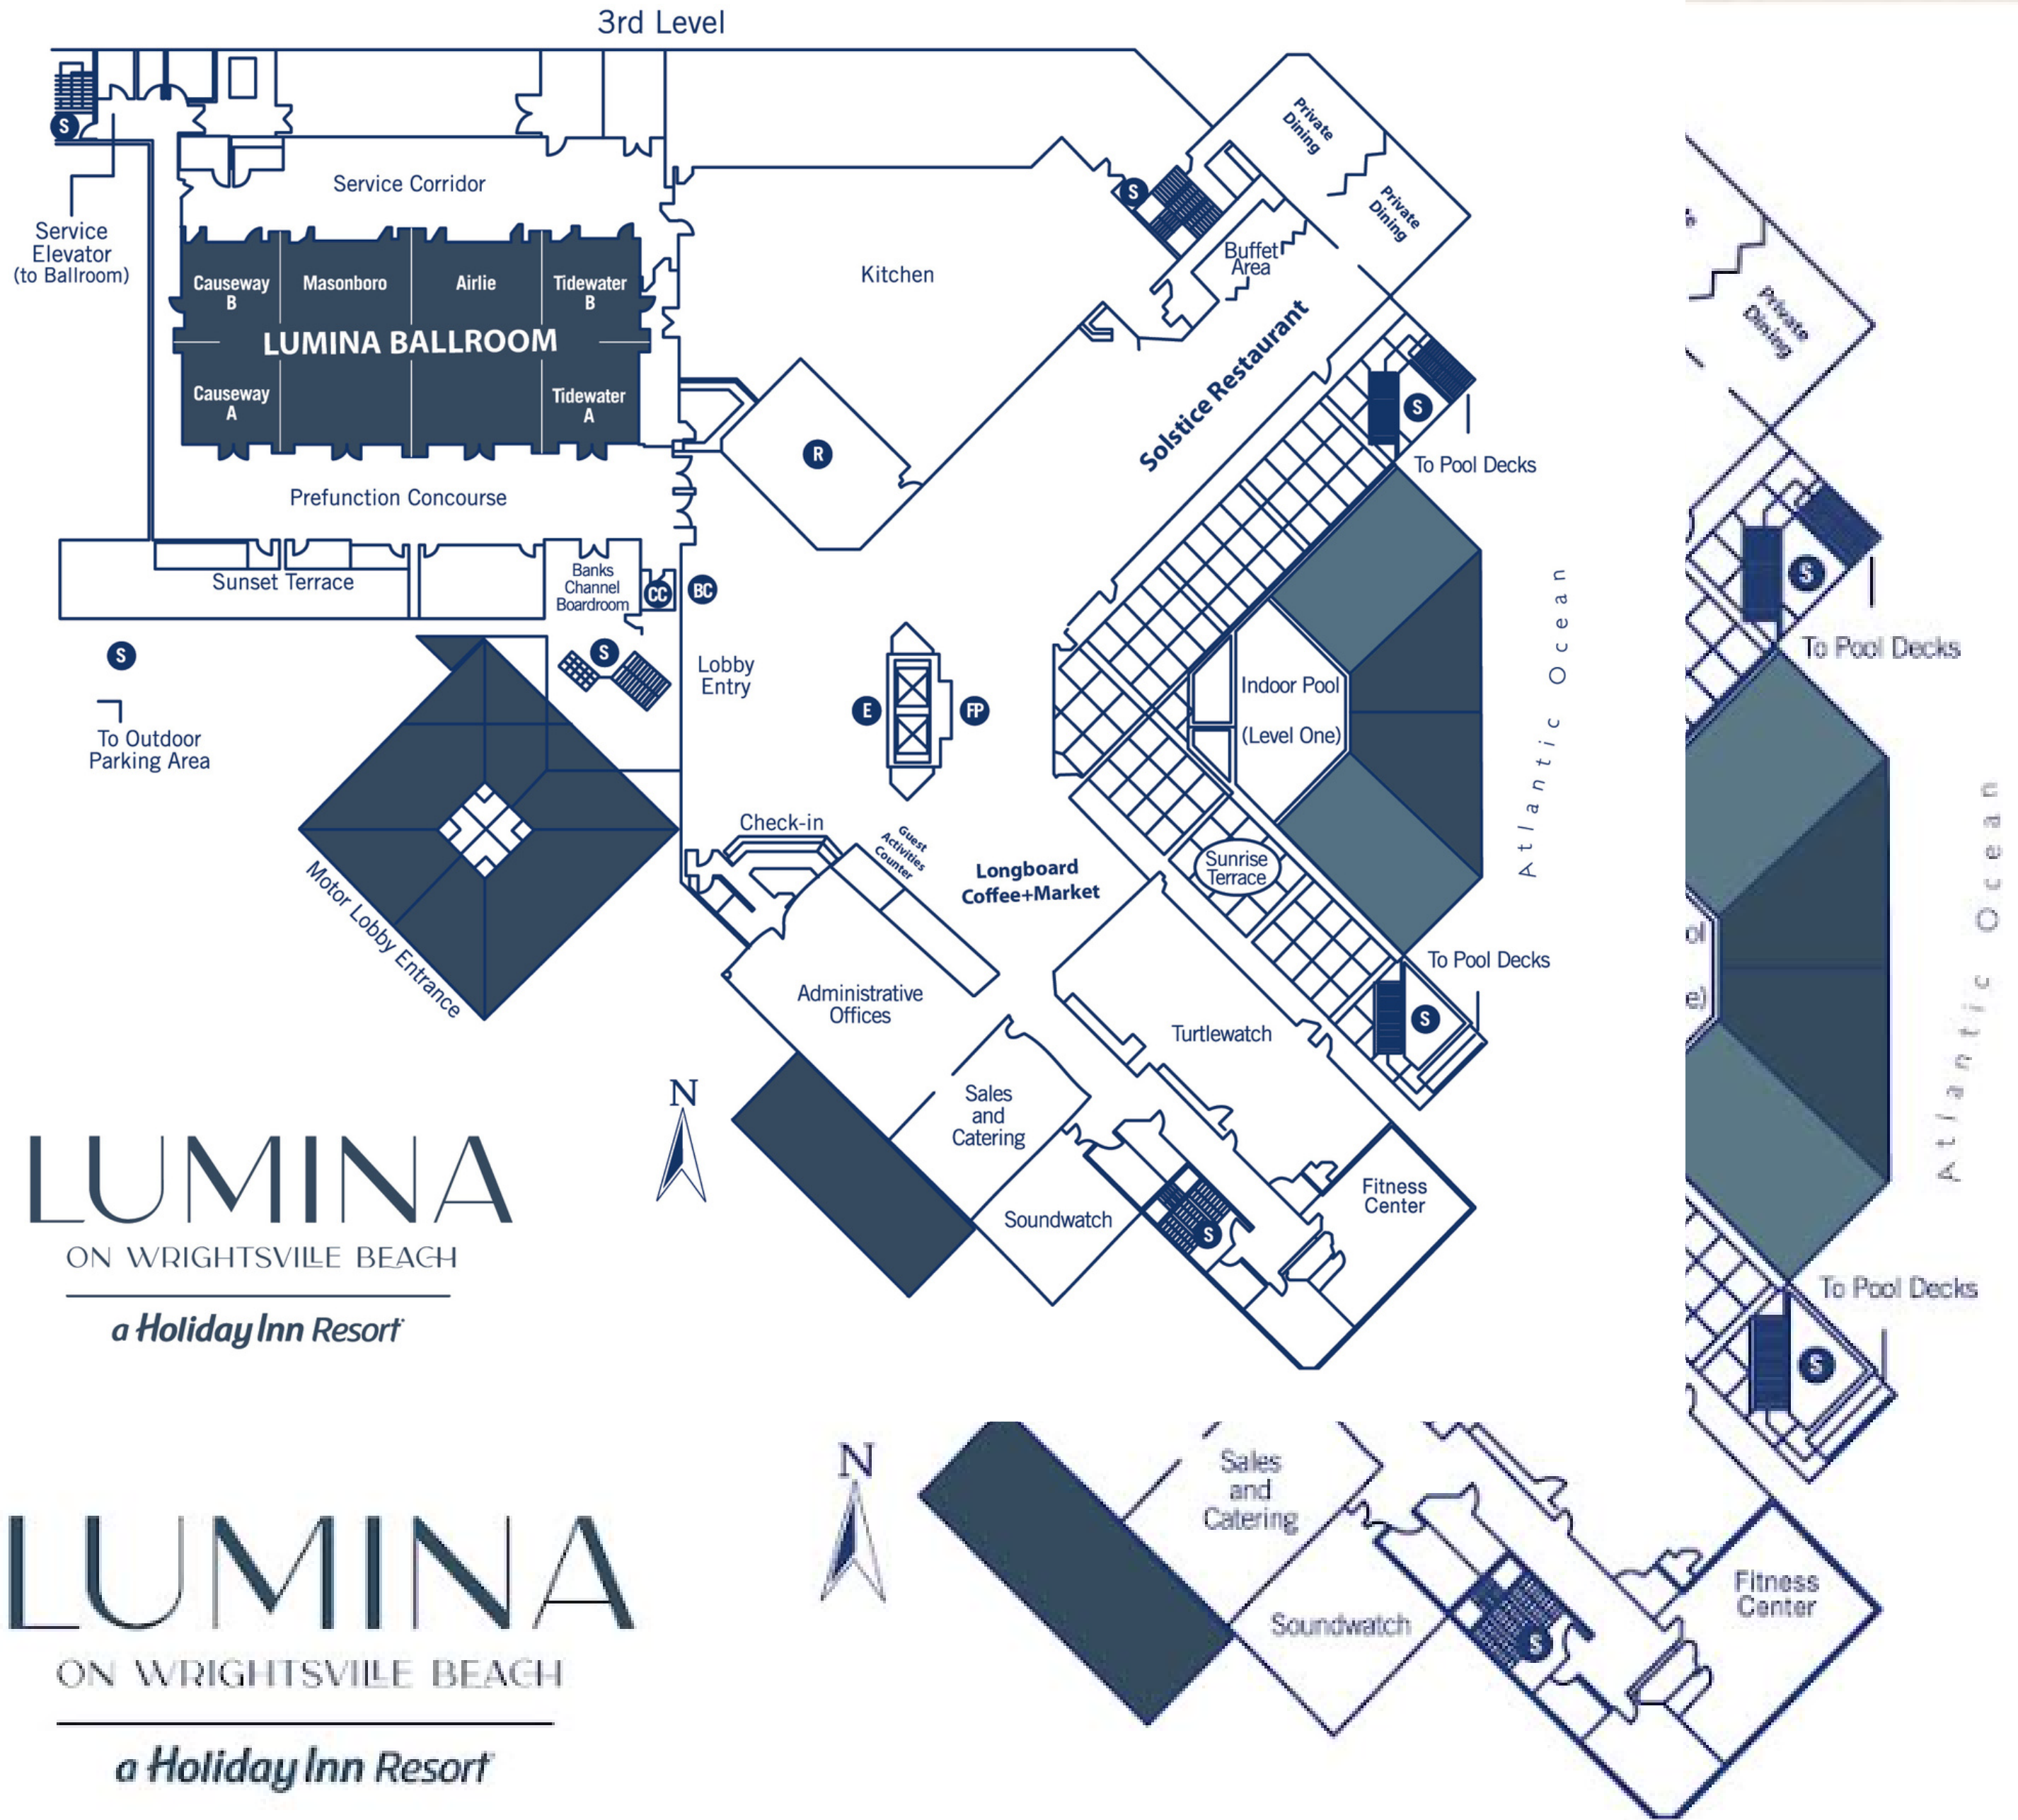 3rd Level
Private
Dining
Private
Dining
S
S
Service Corridor
Service
Elevator
(to Ballroom)
Buffet
Area
Kitchen
Causeway
B
Masonboro
Airlie
Tidewater
B
LUMINA BALLROOM
Causeway
A
Tidewater
A
Solstice Restaurant
S
R
To Pool Decks
Prefunction Concourse
Sunset Terrace
Banks
Channel
Boardroom
CC
BC
S
S
Lobby
Entry
To Outdoor
Parking Area
E
FP
Indoor Pool
(Level One)
Atlantic Ocean
Check-in
Guest
Activities
Counter
Longboard
Coffee+Market
Sunrise
Terrace
Motor Lobby Entrance
To Pool Decks
S
Administrative
Offices
Turtlewatch
N
Sales
and
Catering
Soundwatch
S
Fitness
Center
LUMINA
ON WRIGHTSVILLE BEACH
a Holiday Inn Resort
Private
Dining
S
To Pool Decks
ol
e)
Atlantic Ocean
To Pool Decks
S
N
Sales
and
Catering
Soundwatch
S
Fitness
Center
LUMINA
ON WRIGHTSVILLE BEACH
a Holiday Inn Resort